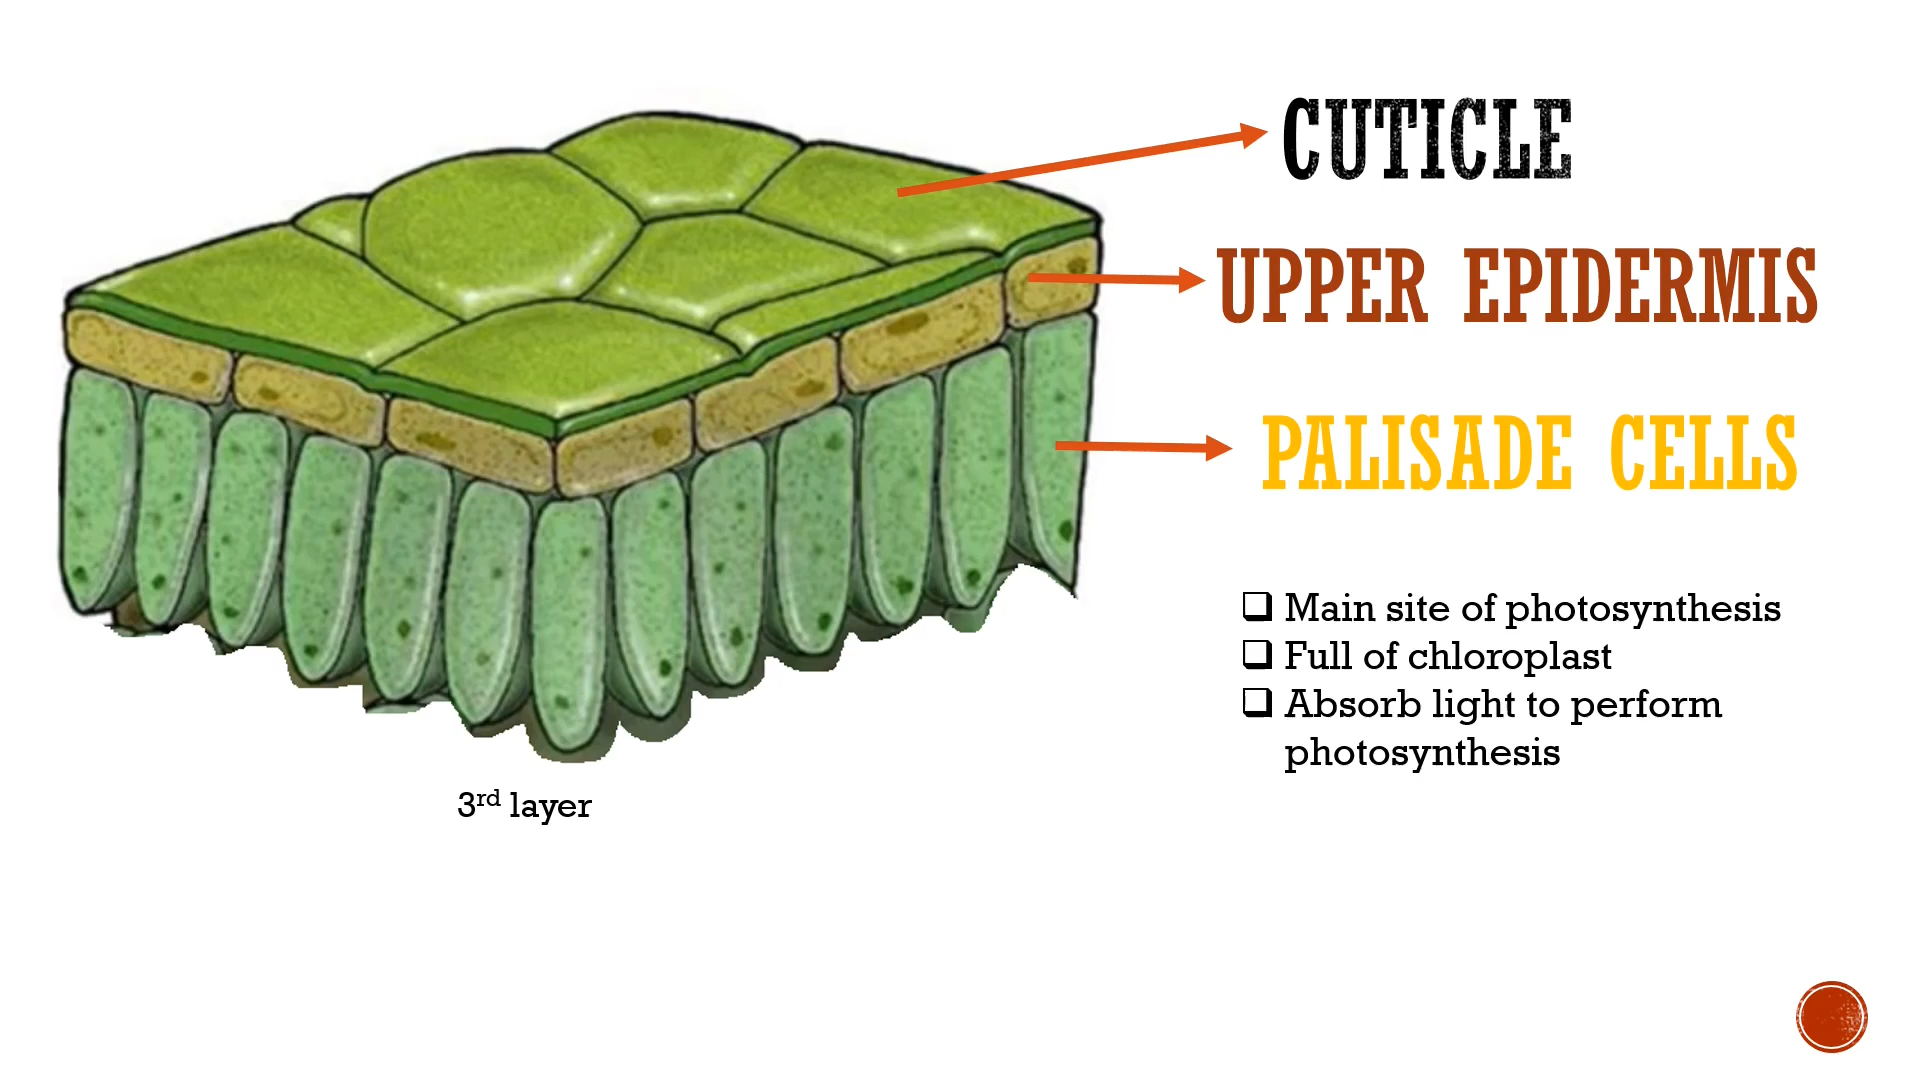 CUTICLE
UPPER EPIDERMIS
PALISADE CELLS
❑ Main site of photosynthesis
❑ Full of chloroplast
❑ Absorb light to perform
photosynthesis
3rd layer